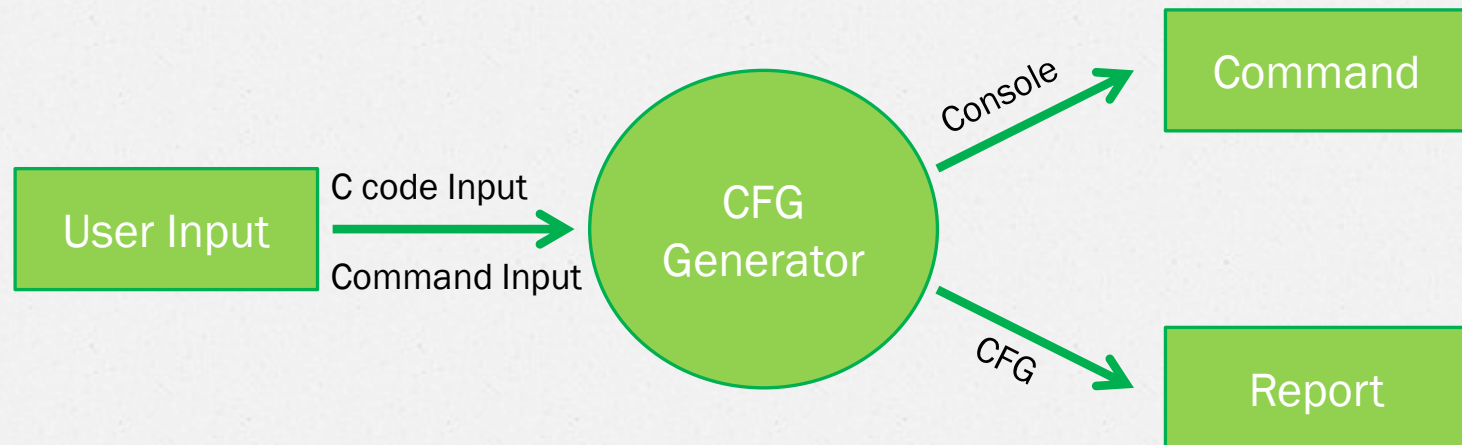 User Input
C code Input
Command Input
CFG
Generator
Console
Command
CFG
Report